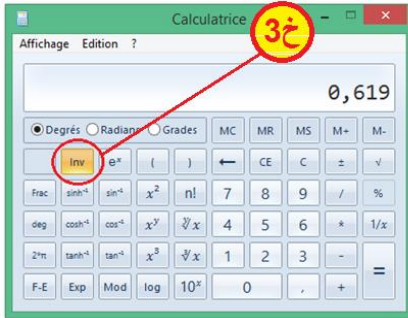 Calculatrice
خ3
Affichage Edition ?
0,619
Degrés Radians Grades MC MR MS M+ M-
Inv eˣ ( ) ← CE C ± √
Frac sinh⁻¹ sin⁻¹ x² n! 7 8 9 / %
deg cosh⁻¹ cos⁻¹ xʸ ʸ√x 4 5 6 * 1/x
2*π tanh⁻¹ tan⁻¹ x³ ³√x 1 2 3 - =
F-E Exp Mod log 10ˣ 0 , +